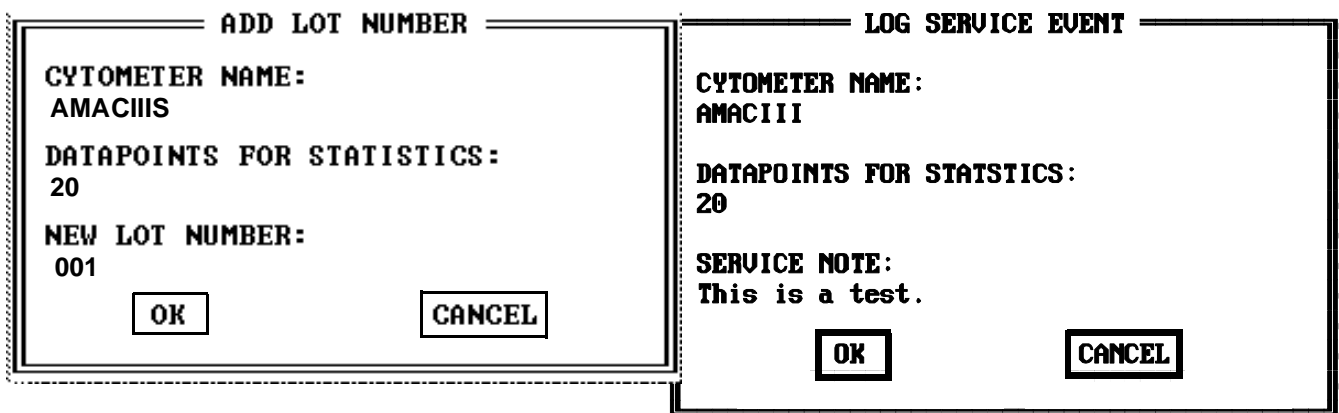 ADD LOT NUMBER
CYTOMETER NAME:
AMACIIIS
DATAPOINTS FOR STATISTICS:
20
NEW LOT NUMBER:
001
OK CANCEL
LOG SERVICE EVENT
CYTOMETER NAME:
AMACIII
DATAPOINTS FOR STATSTICS:
20
SERVICE NOTE:
This is a test.
OK CANCEL